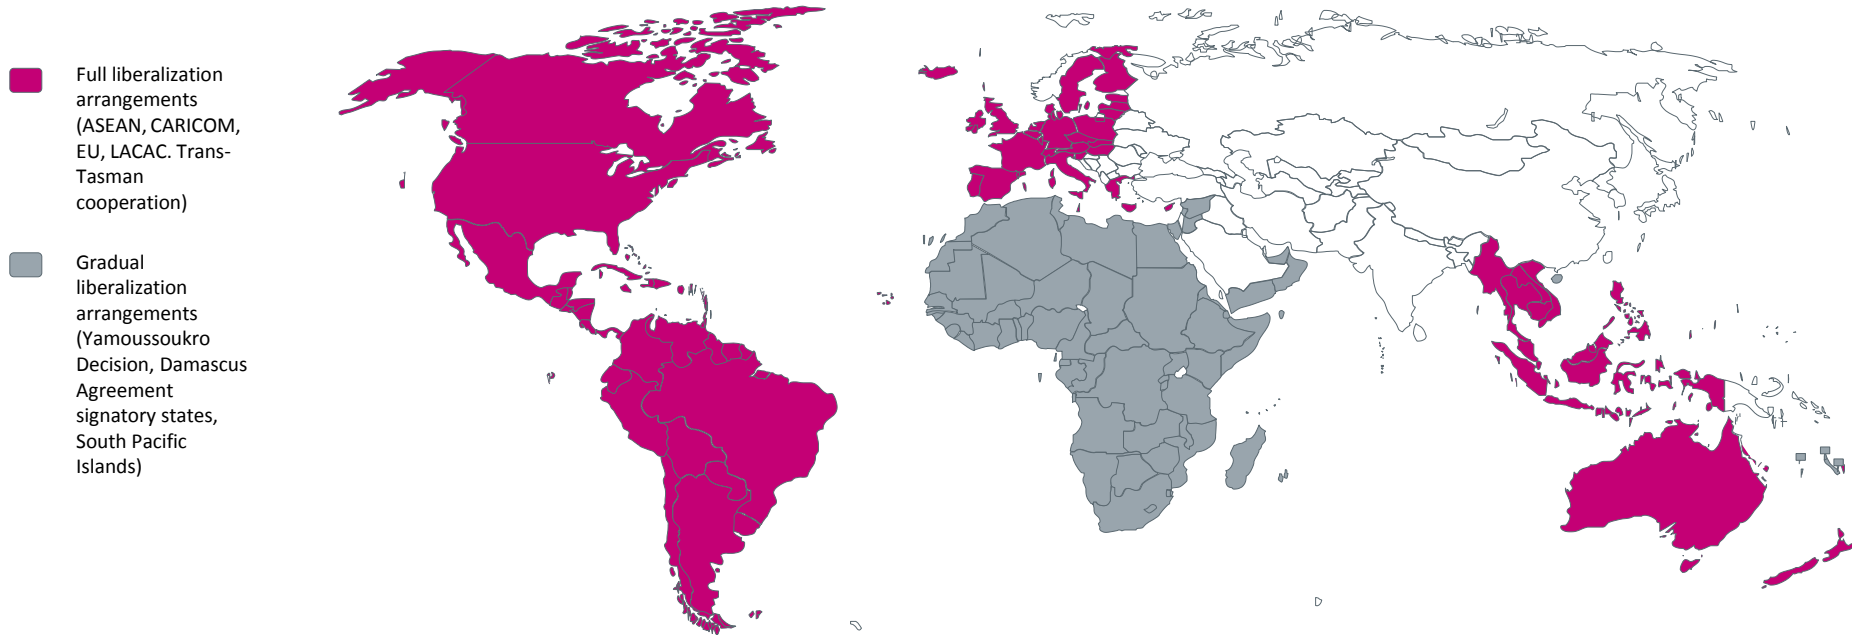 Full liberalization
arrangements
(ASEAN, CARICOM,
EU, LACAC. Trans-
Tasman
cooperation)
Gradual
liberalization
arrangements
(Yamoussoukro
Decision, Damascus
Agreement
signatory states,
South Pacific
Islands)